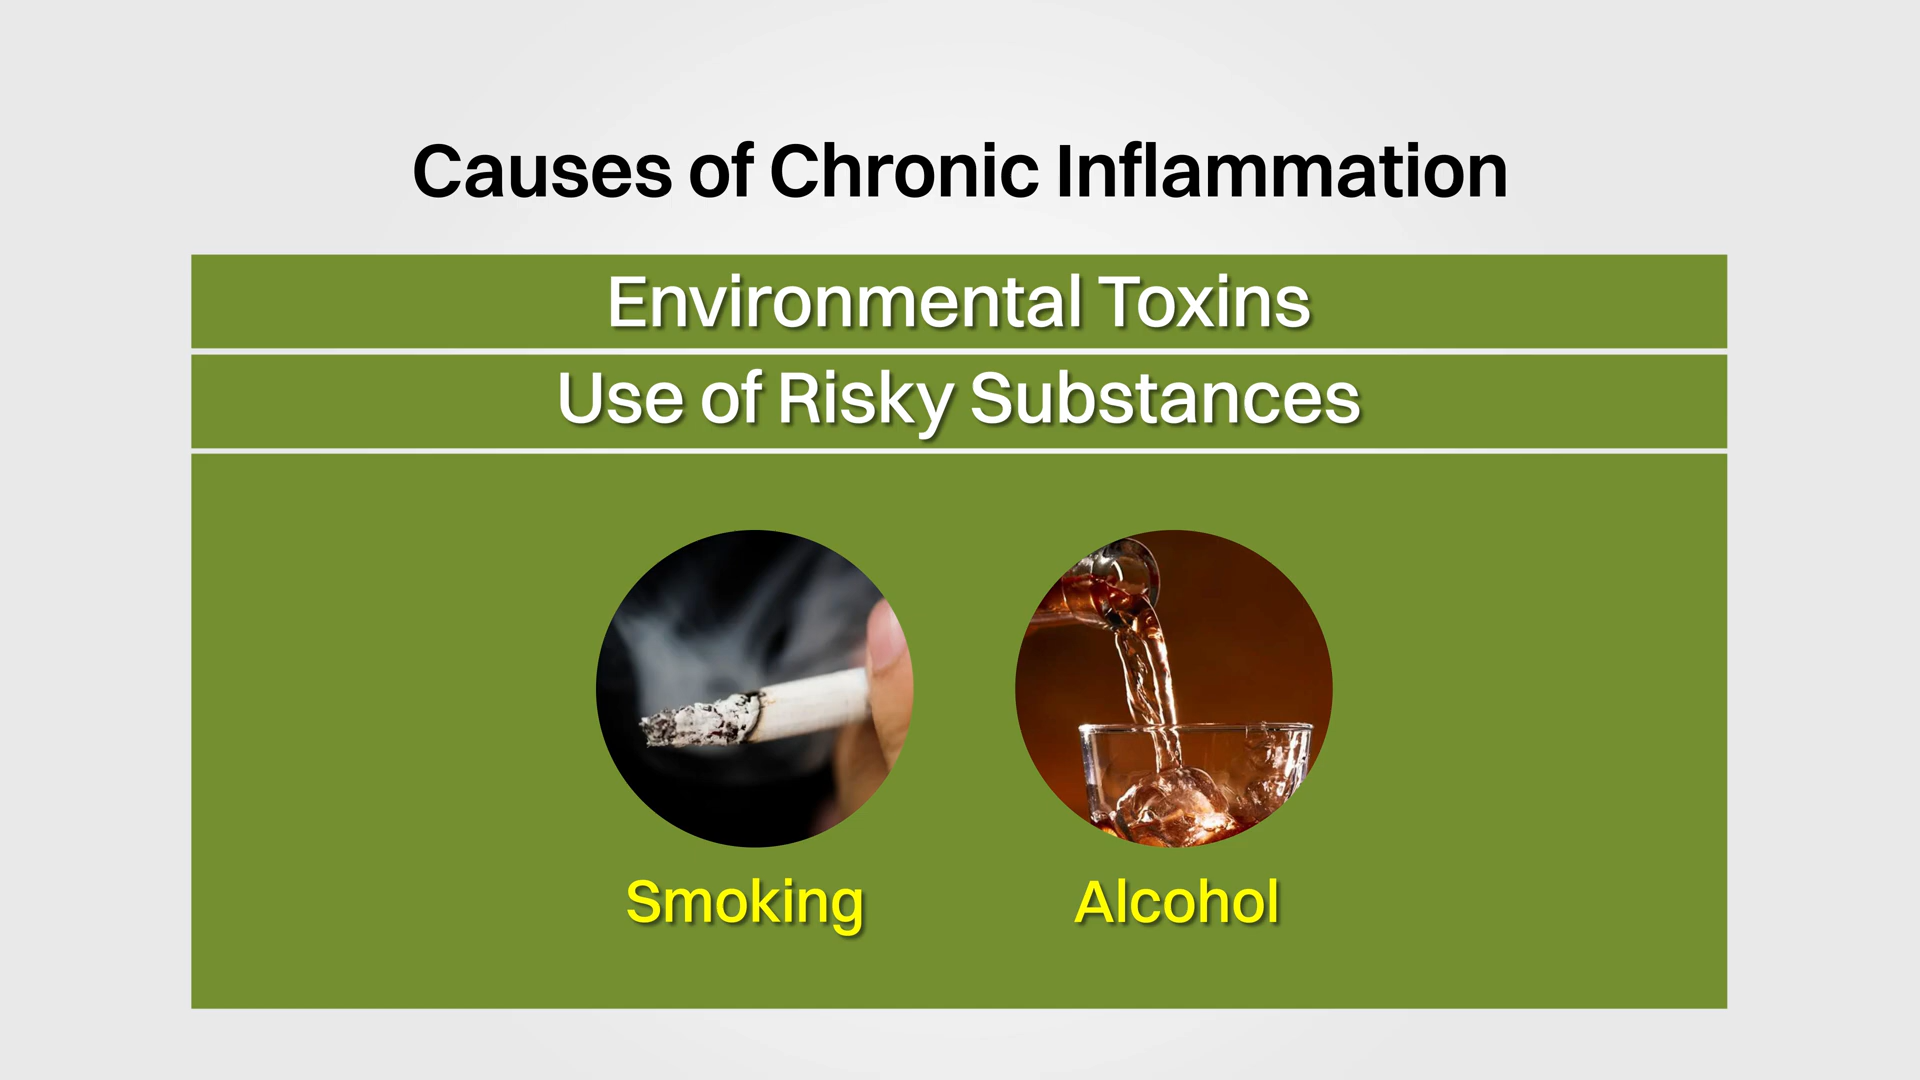 Causes of Chronic Inflammation
Environmental Toxins
Use of Risky Substances
Smoking
Alcohol